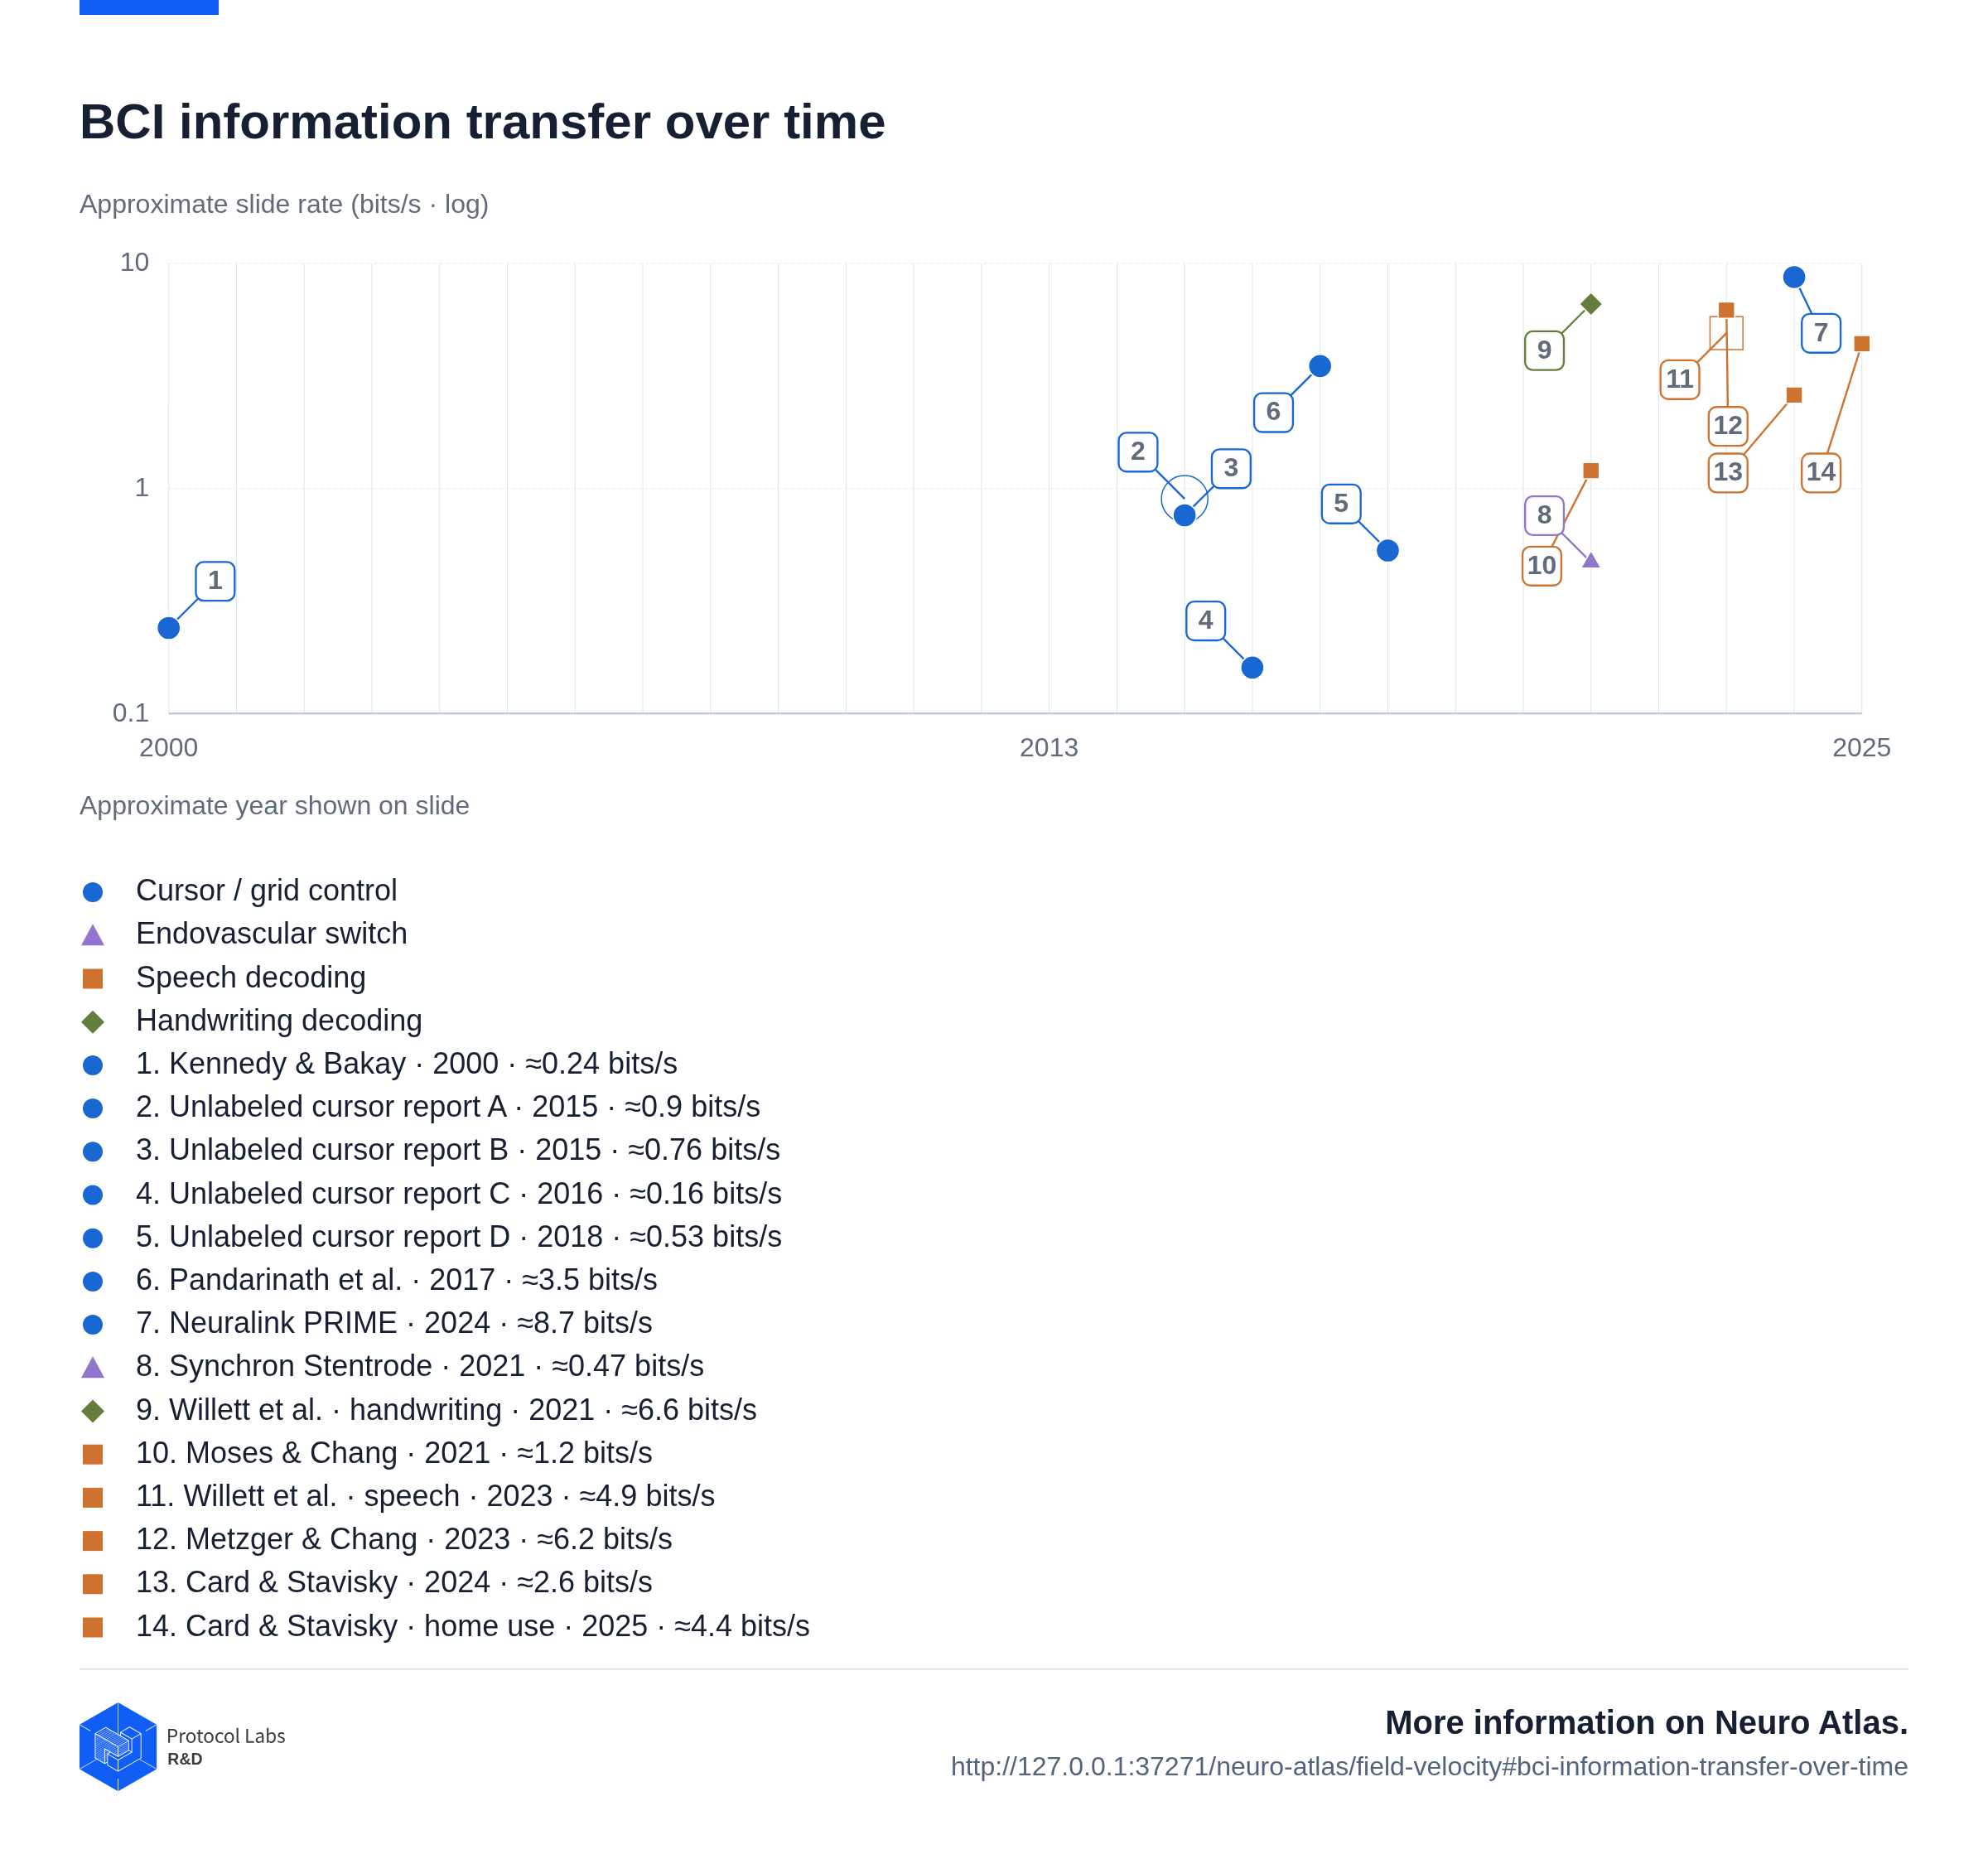 BCI information transfer over time
Approximate slide rate (bits/s · log)
10
1
0.1
1
2
3
4
5
6
7
8
9
10
11
12
13
14
2000
2013
2025
Approximate year shown on slide
Cursor / grid control
Endovascular switch
Speech decoding
Handwriting decoding
1. Kennedy & Bakay · 2000 · ≈0.24 bits/s
2. Unlabeled cursor report A · 2015 · ≈0.9 bits/s
3. Unlabeled cursor report B · 2015 · ≈0.76 bits/s
4. Unlabeled cursor report C · 2016 · ≈0.16 bits/s
5. Unlabeled cursor report D · 2018 · ≈0.53 bits/s
6. Pandarinath et al. · 2017 · ≈3.5 bits/s
7. Neuralink PRIME · 2024 · ≈8.7 bits/s
8. Synchron Stentrode · 2021 · ≈0.47 bits/s
9. Willett et al. · handwriting · 2021 · ≈6.6 bits/s
10. Moses & Chang · 2021 · ≈1.2 bits/s
11. Willett et al. · speech · 2023 · ≈4.9 bits/s
12. Metzger & Chang · 2023 · ≈6.2 bits/s
13. Card & Stavisky · 2024 · ≈2.6 bits/s
14. Card & Stavisky · home use · 2025 · ≈4.4 bits/s
Protocol Labs
R&D
More information on Neuro Atlas.
http://127.0.0.1:37271/neuro-atlas/field-velocity#bci-information-transfer-over-time